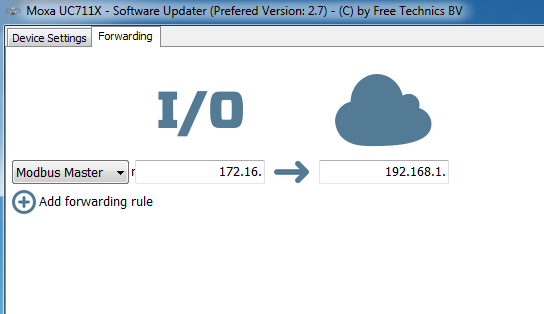 Moxa UC711X - Software Updater (Prefered Version: 2.7) - (C) by Free Technics BV
Device Settings Forwarding
I/O
Modbus Master 172.16. 192.168.1.
Add forwarding rule